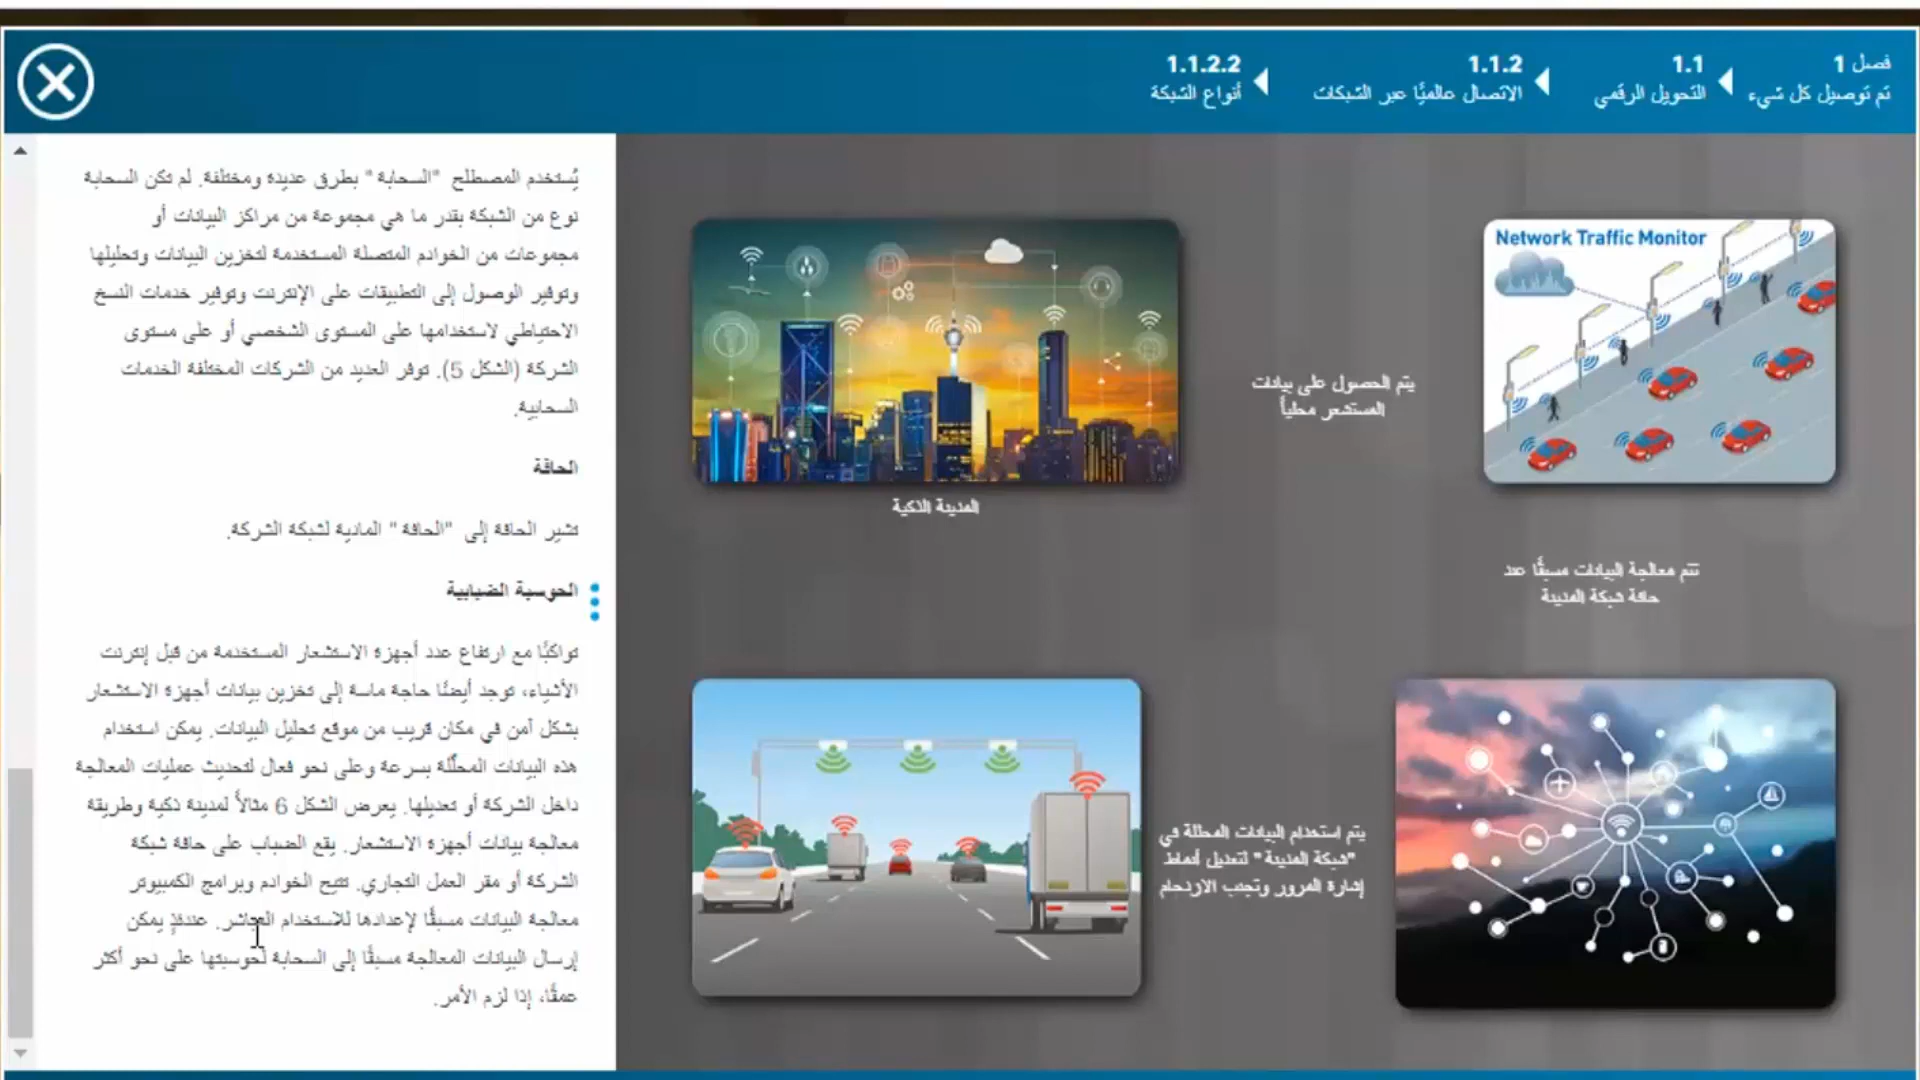 فصل 1
تم توصيل كل شيء
1.1
التحويل الرقمي
1.1.2
الاتصال عالميًا عبر الشبكات
1.1.2.2
أنواع الشبكة
يُستخدم المصطلح "السحابة" بطرق عديدة ومختلفة. لم تكن السحابة
نوع من الشبكة بقدر ما هي مجموعة من مراكز البيانات أو
مجموعات من الخوادم المتصلة المستخدمة لتخزين البيانات وتحليلها
وتوفير الوصول إلى التطبيقات على الإنترنت وتوفير خدمات النسخ
الاحتياطي لاستخدامها على المستوى الشخصي أو على مستوى
الشركة (الشكل 5). توفر العديد من الشركات المختلفة الخدمات
السحابية.
الحافة
تشير الحافة إلى "الحافة" المادية لشبكة الشركة.
الحوسبة الضبابية
تواكبًا مع ارتفاع عدد أجهزة الاستشعار المستخدمة من قبل إنترنت
الأشياء، توجد أيضًا حاجة ماسة إلى تخزين بيانات أجهزة الاستشعار
بشكل آمن في مكان قريب من موقع تحليل البيانات. يمكن استخدام
هذه البيانات المحلَّلة بسرعة وعلى نحو فعال لتحديث عمليات المعالجة
داخل الشركة أو تعديلها. يعرض الشكل 6 مثالاً لمدينة ذكية وطريقة
معالجة بيانات أجهزة الاستشعار. يقع الضباب على حافة شبكة
الشركة أو مقر العمل التجاري. تتيح الخوادم وبرامج الكمبيوتر
معالجة البيانات مسبقًا لإعدادها للاستخدام المباشر. عندئذٍ يمكن
إرسال البيانات المعالجة مسبقًا إلى السحابة لحوسبتها على نحو أكثر
عمقًا، إذا لزم الأمر.
Network Traffic Monitor
يتم الحصول على بيانات
المستشعر محلياً
المدينة الذكية
تتم معالجة البيانات مسبقًا عند
حافة شبكة المدينة
يتم استخدام البيانات المحللة في
"شبكة المدينة" لتعديل أنماط
إشارة المرور وتجنب الازدحام